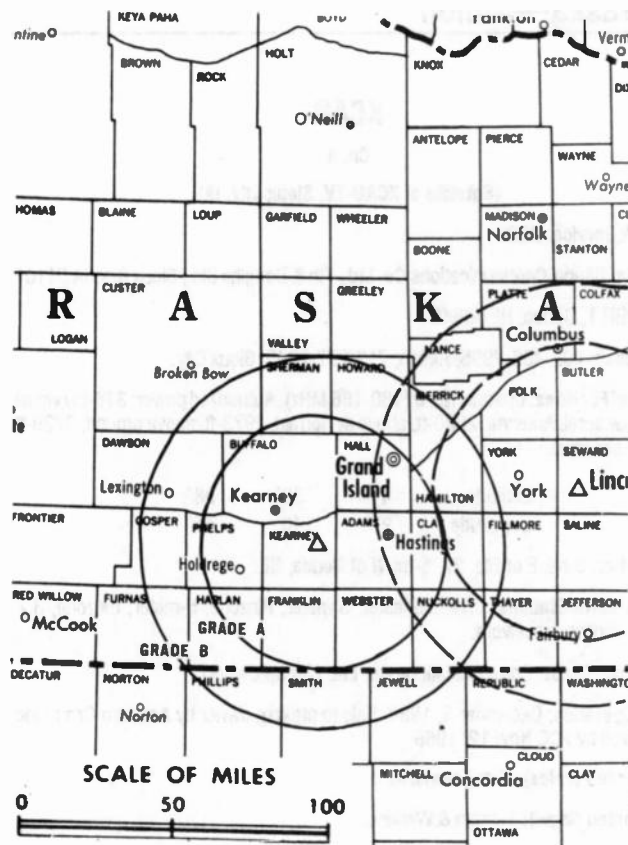 KEYA PAHA
BOYD
Yankton
ntine
BROWN
ROCK
HOLT
KNOX
CEDAR
Verm
DI
O'Neill
ANTELOPE
PIERCE
WAYNE
Wayne
HOMAS
BLAINE
LOUP
GARFIELD
WHEELER
MADISON
Norfolk
STANTON
BOONE
CUSTER
GREELEY
PLATTE
COLFAX
R A S K A
LOGAN
VALLEY
NANCE
Columbus
BUTLER
Broken Bow
SHERMAN
HOWARD
MERRICK
POLK
DAWSON
BUFFALO
HALL
YORK
SEWARD
Grand
Island
Lexington
Kearney
HAMILTON
York
Linco
FRONTIER
GOSPER
PHELPS
KEARNE
ADAMS
CLA
FILLMORE
SALINE
Hastings
Holdrege
RED WILLOW
FURNAS
HARLAN
FRANKLIN
WEBSTER
NUCKOLLS
THAYER
JEFFERSON
McCook
GRADE A
Fairbury
GRADE B
DECATUR
NORTON
PHILLIPS
SMITH
JEWELL
REPUBLIC
WASHINGTO
Norton
SCALE OF MILES
CLOUD
MITCHELL
Concordia
CLAY
0 50 100
OTTAWA